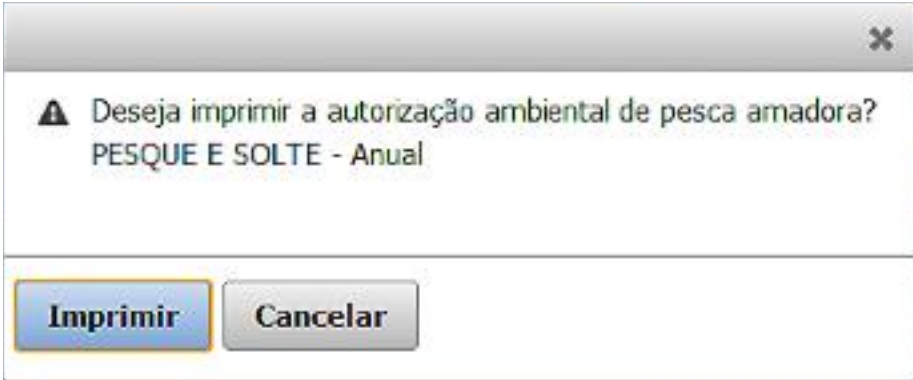 Deseja imprimir a autorização ambiental de pesca amadora?
PESQUE E SOLTE - Anual
Imprimir
Cancelar